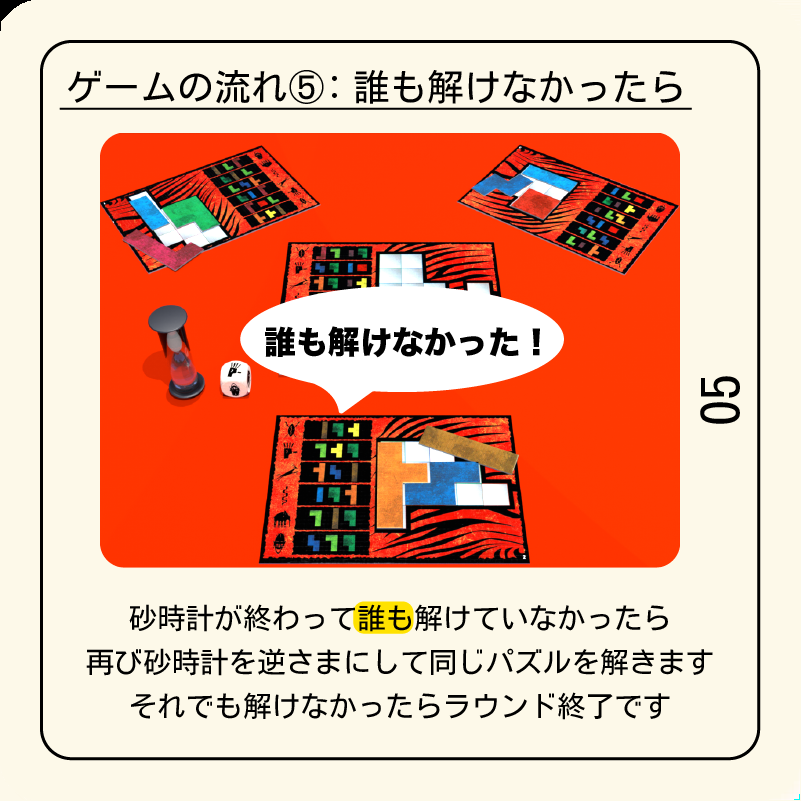 ゲームの流れ⑤: 誰も解けなかったら
誰も解けなかった！
05
砂時計が終わって誰も解けていなかったら
再び砂時計を逆さまにして同じパズルを解きます
それでも解けなかったらラウンド終了です